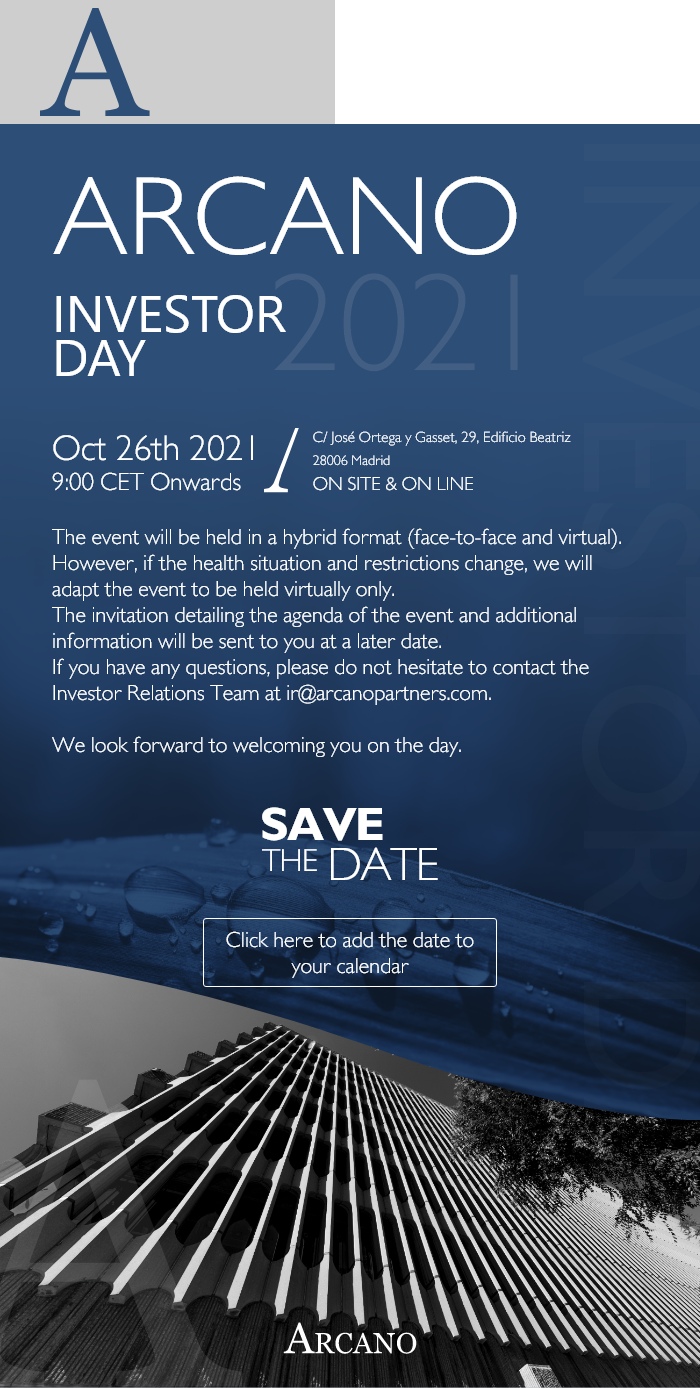 A
ARCANO
2021
INVESTOR
DAY
Oct 26th 2021
9:00 CET Onwards
C/ José Ortega y Gasset, 29, Edificio Beatriz
28006 Madrid
ON SITE & ON LINE
The event will be held in a hybrid format (face-to-face and virtual).
However, if the health situation and restrictions change, we will
adapt the event to be held virtually only.
The invitation detailing the agenda of the event and additional
information will be sent to you at a later date.
If you have any questions, please do not hesitate to contact the
Investor Relations Team at ir@arcanopartners.com.
We look forward to welcoming you on the day.
SAVE
THE DATE
Click here to add the date to
your calendar
INVESTOR D
A
ARCANO